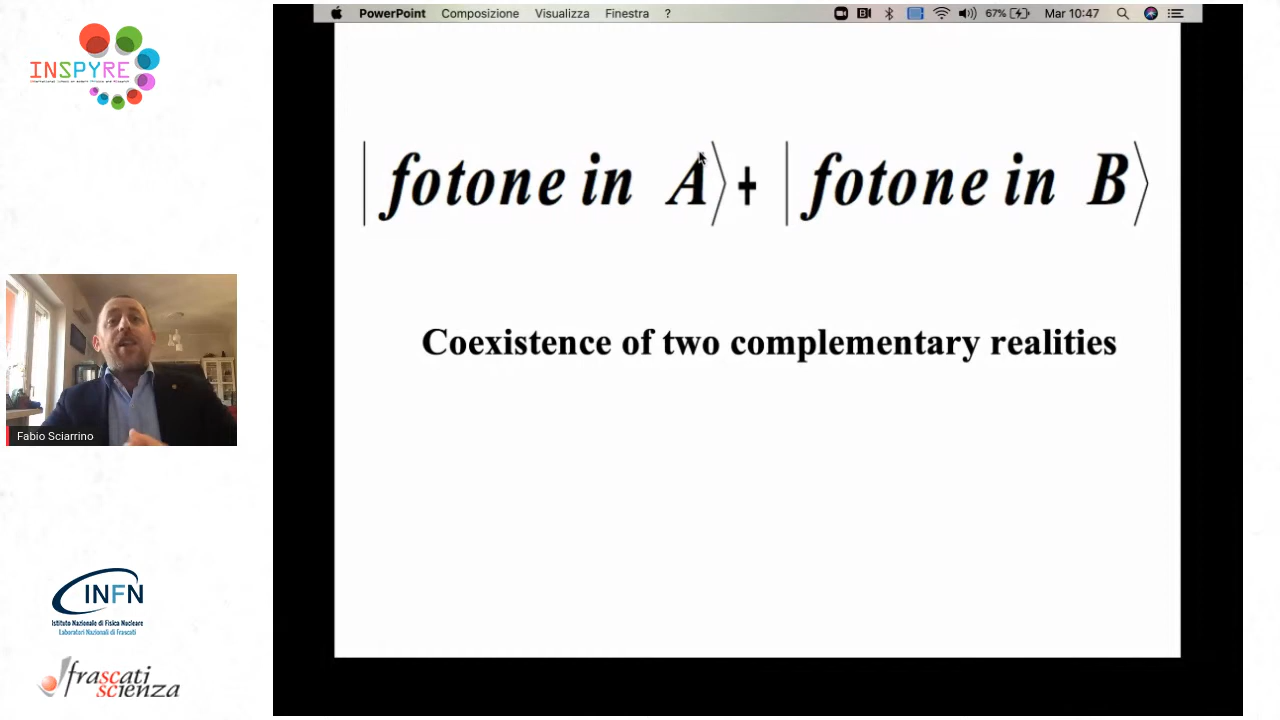 PowerPoint Composizione Visualizza Finestra ? 67% Mar 10:47
INSPYRE
| fotone in A⟩ + | fotone in B⟩
Coexistence of two complementary realities
Fabio Sciarrino
INFN
Istituto Nazionale di Fisica Nucleare
Laboratori Nazionali di Frascati
frascati
scienza